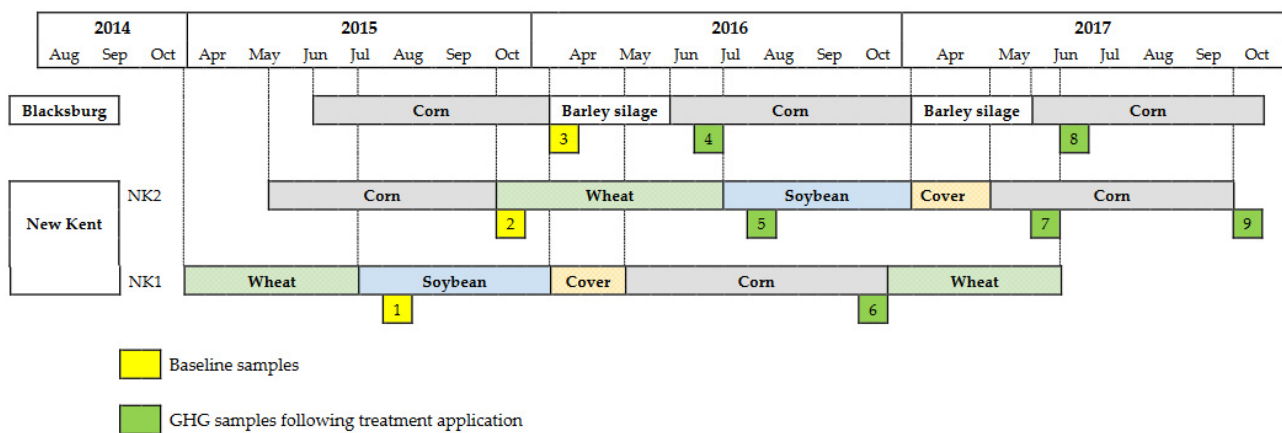 2014 2015 2016 2017
Aug Sep Oct Apr May Jun Jul Aug Sep Oct Apr May Jun Jul Aug Sep Oct Apr May Jun Jul Aug Sep Oct
Blacksburg Corn Barley silage Corn Barley silage Corn
3 4 8
NK2 Corn Wheat Soybean Cover Corn
New Kent 2 5 7 9
NK1 Wheat Soybean Cover Corn Wheat
1 6
Baseline samples
GHG samples following treatment application